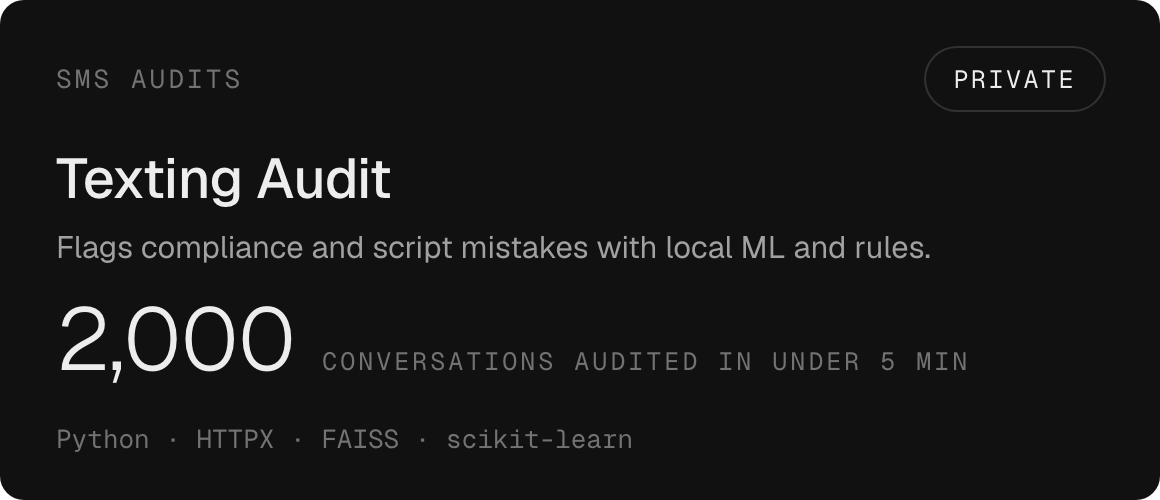 SMS AUDITS
PRIVATE
Texting Audit
Flags compliance and script mistakes with local ML and rules.
2,000 CONVERSATIONS AUDITED IN UNDER 5 MIN
Python · HTTPX · FAISS · scikit-learn